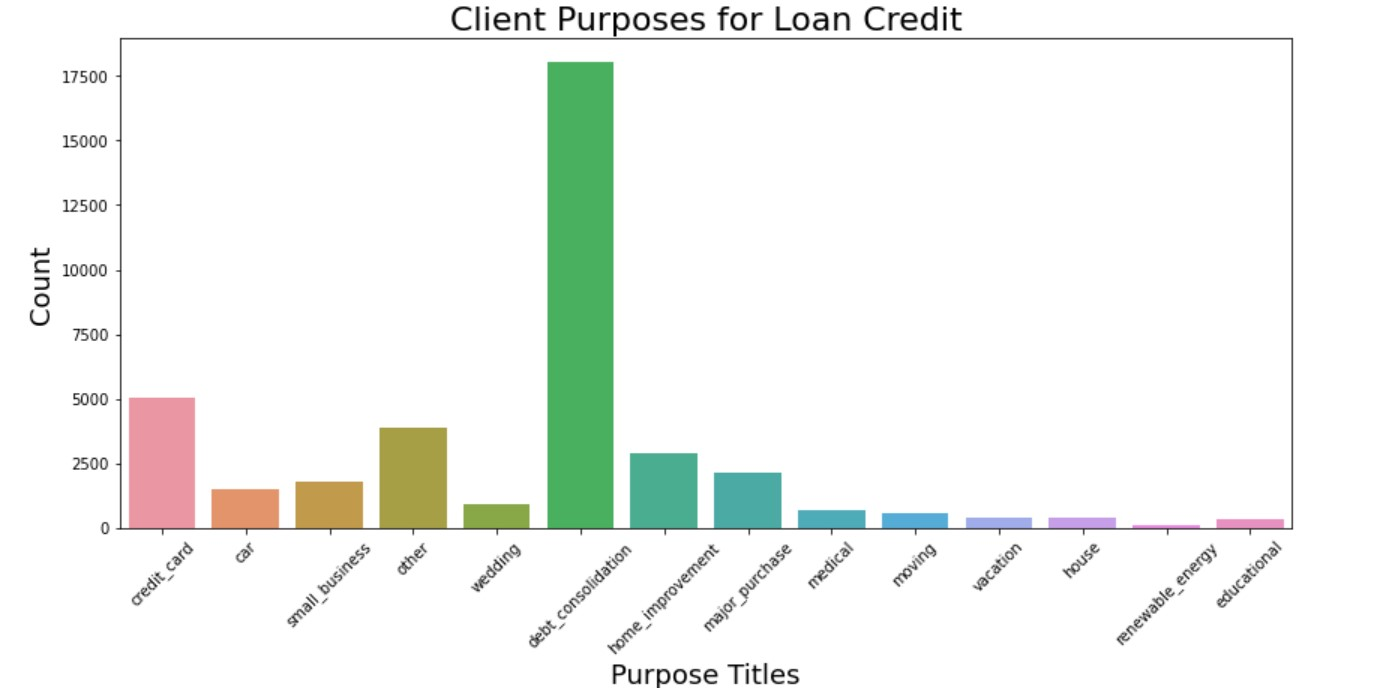 Client Purposes for Loan Credit
17500
15000
12500
10000
7500
5000
2500
0
Count
credit_card
car
small_business
other
wedding
debt_consolidation
home_improvement
major_purchase
medical
moving
vacation
house
renewable_energy
educational
Purpose Titles